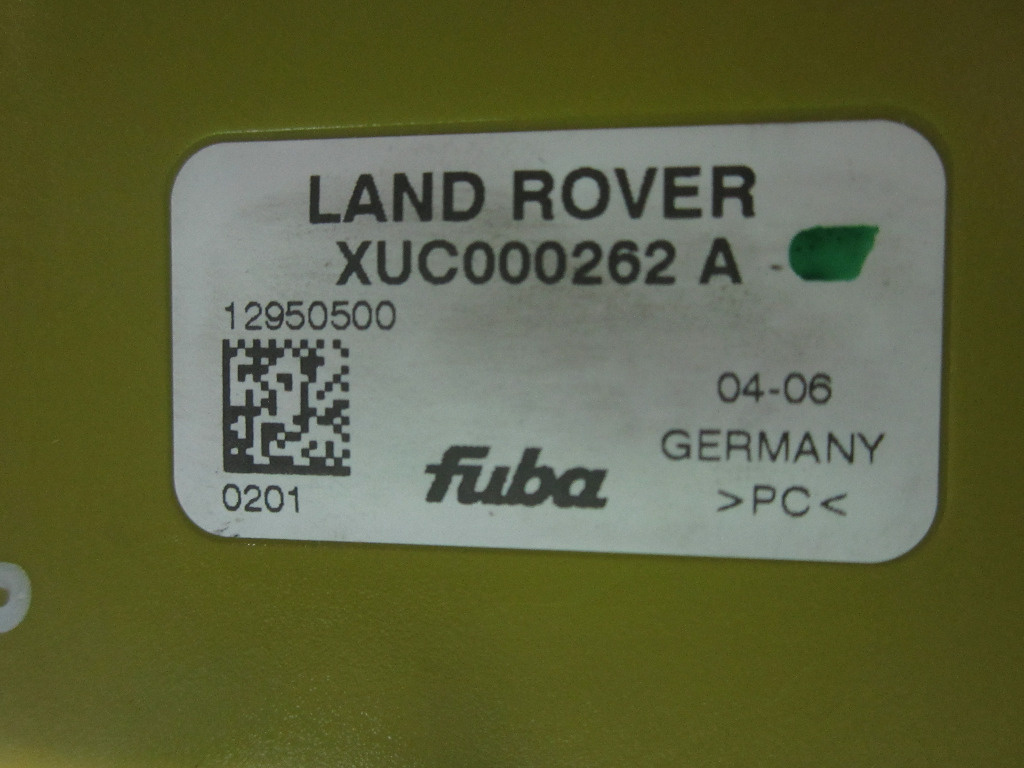 LAND ROVER
XUC000262 A -
12950500
04-06
GERMANY
0201
fuba
>PC<